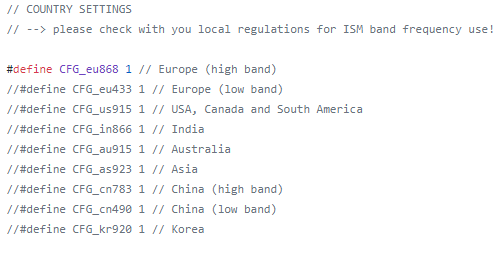 // COUNTRY SETTINGS
// --> please check with you local regulations for ISM band frequency use!
#define CFG_eu868 1 // Europe (high band)
//#define CFG_eu433 1 // Europe (low band)
//#define CFG_us915 1 // USA, Canada and South America
//#define CFG_in866 1 // India
//#define CFG_au915 1 // Australia
//#define CFG_as923 1 // Asia
//#define CFG_cn783 1 // China (high band)
//#define CFG_cn490 1 // China (low band)
//#define CFG_kr920 1 // Korea